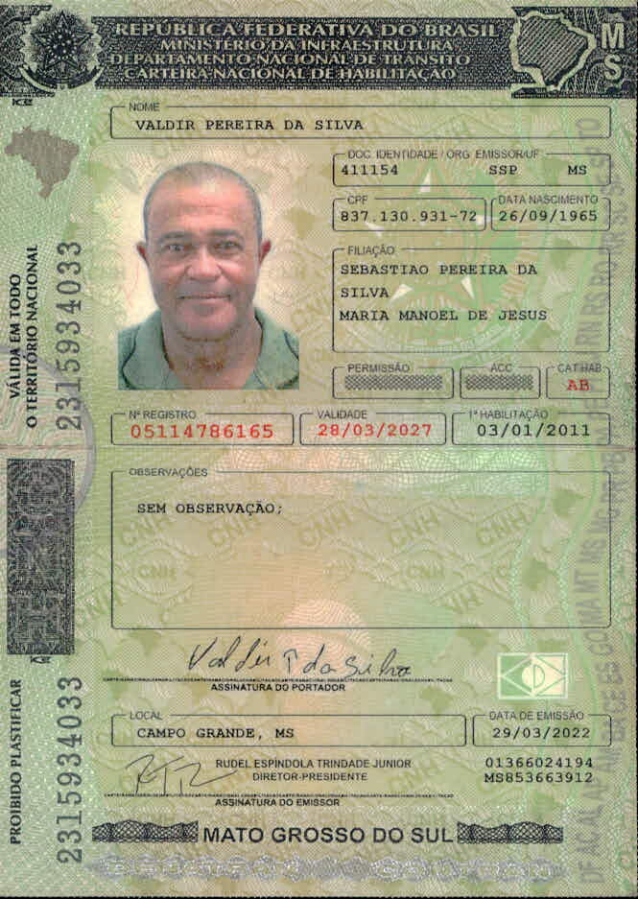 REPÚBLICA FEDERATIVA DO BRASIL
MINISTÉRIO DA INFRAESTRUTURA
DEPARTAMENTO NACIONAL DE TRÂNSITO
CARTEIRA NACIONAL DE HABILITAÇÃO
MS
NOME
VALDIR PEREIRA DA SILVA
DOC. IDENTIDADE / ORG. EMISSOR/UF
411154 SSP MS
CPF
837.130.931-72
DATA NASCIMENTO
26/09/1965
FILIAÇÃO
SEBASTIAO PEREIRA DA
SILVA
MARIA MANOEL DE JESUS
PERMISSÃO
ACC
CAT.HAB
AB
Nº REGISTRO
05114786165
VALIDADE
28/03/2027
1ª HABILITAÇÃO
03/01/2011
VÁLIDA EM TODO
O TERRITÓRIO NACIONAL
2315934033
OBSERVAÇÕES
SEM OBSERVAÇÃO;
Valdir P da Silva
ASSINATURA DO PORTADOR
LOCAL
CAMPO GRANDE, MS
DATA DE EMISSÃO
29/03/2022
RUDEL ESPÍNDOLA TRINDADE JUNIOR
DIRETOR-PRESIDENTE
ASSINATURA DO EMISSOR
01366024194
MS853663912
PROIBIDO PLASTIFICAR
2315934033
MATO GROSSO DO SUL